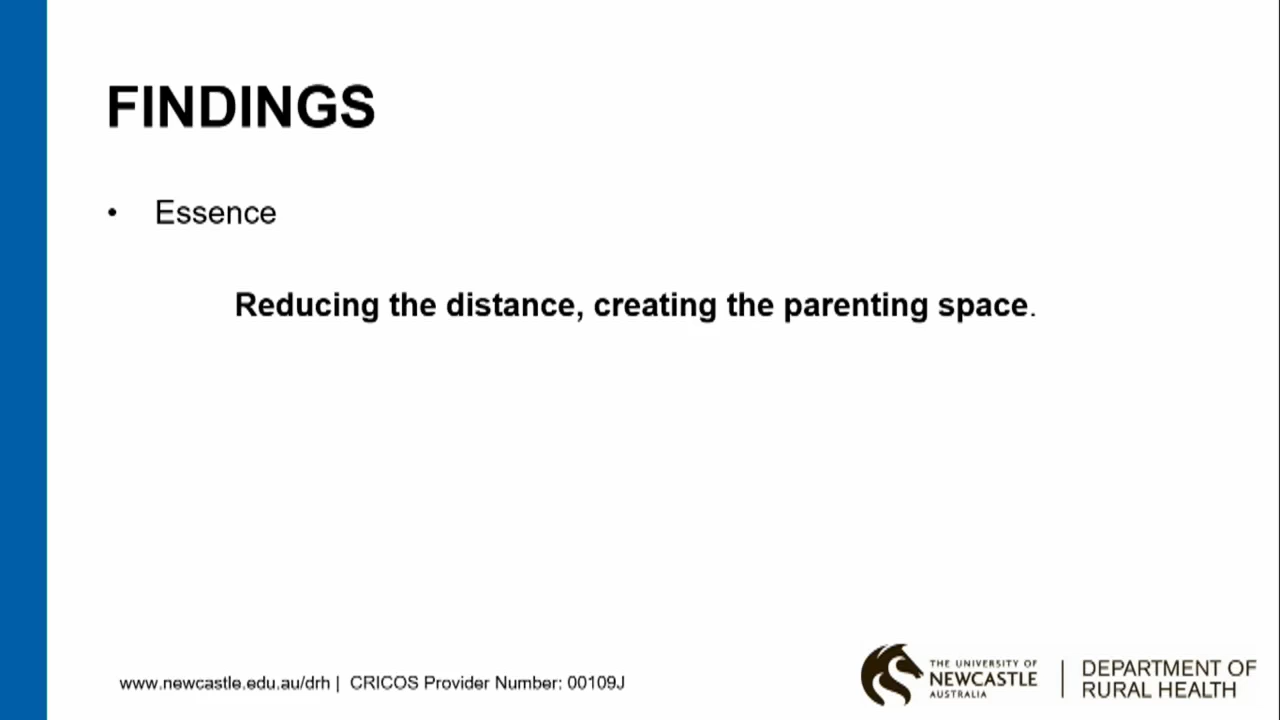 FINDINGS
• Essence
Reducing the distance, creating the parenting space.
www.newcastle.edu.au/drh | CRICOS Provider Number: 00109J
THE UNIVERSITY OF
NEWCASTLE
AUSTRALIA
DEPARTMENT OF
RURAL HEALTH